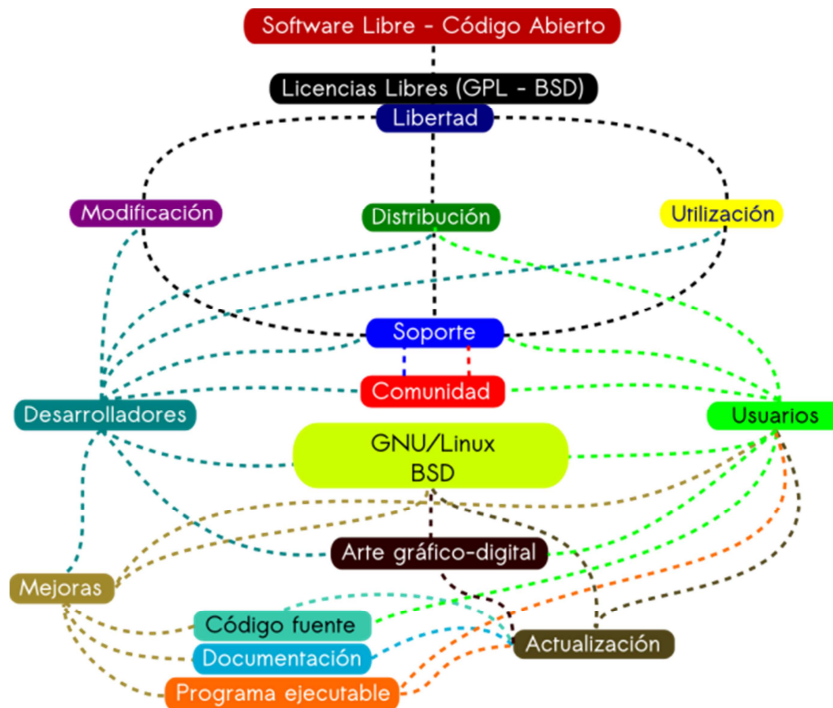 Software Libre - Código Abierto
Licencias Libres (GPL - BSD)
Libertad
Modificación
Distribución
Utilización
Soporte
Comunidad
Desarrolladores
Usuarios
GNU/Linux
BSD
Arte gráfico-digital
Mejoras
Código fuente
Actualización
Documentación
Programa ejecutable